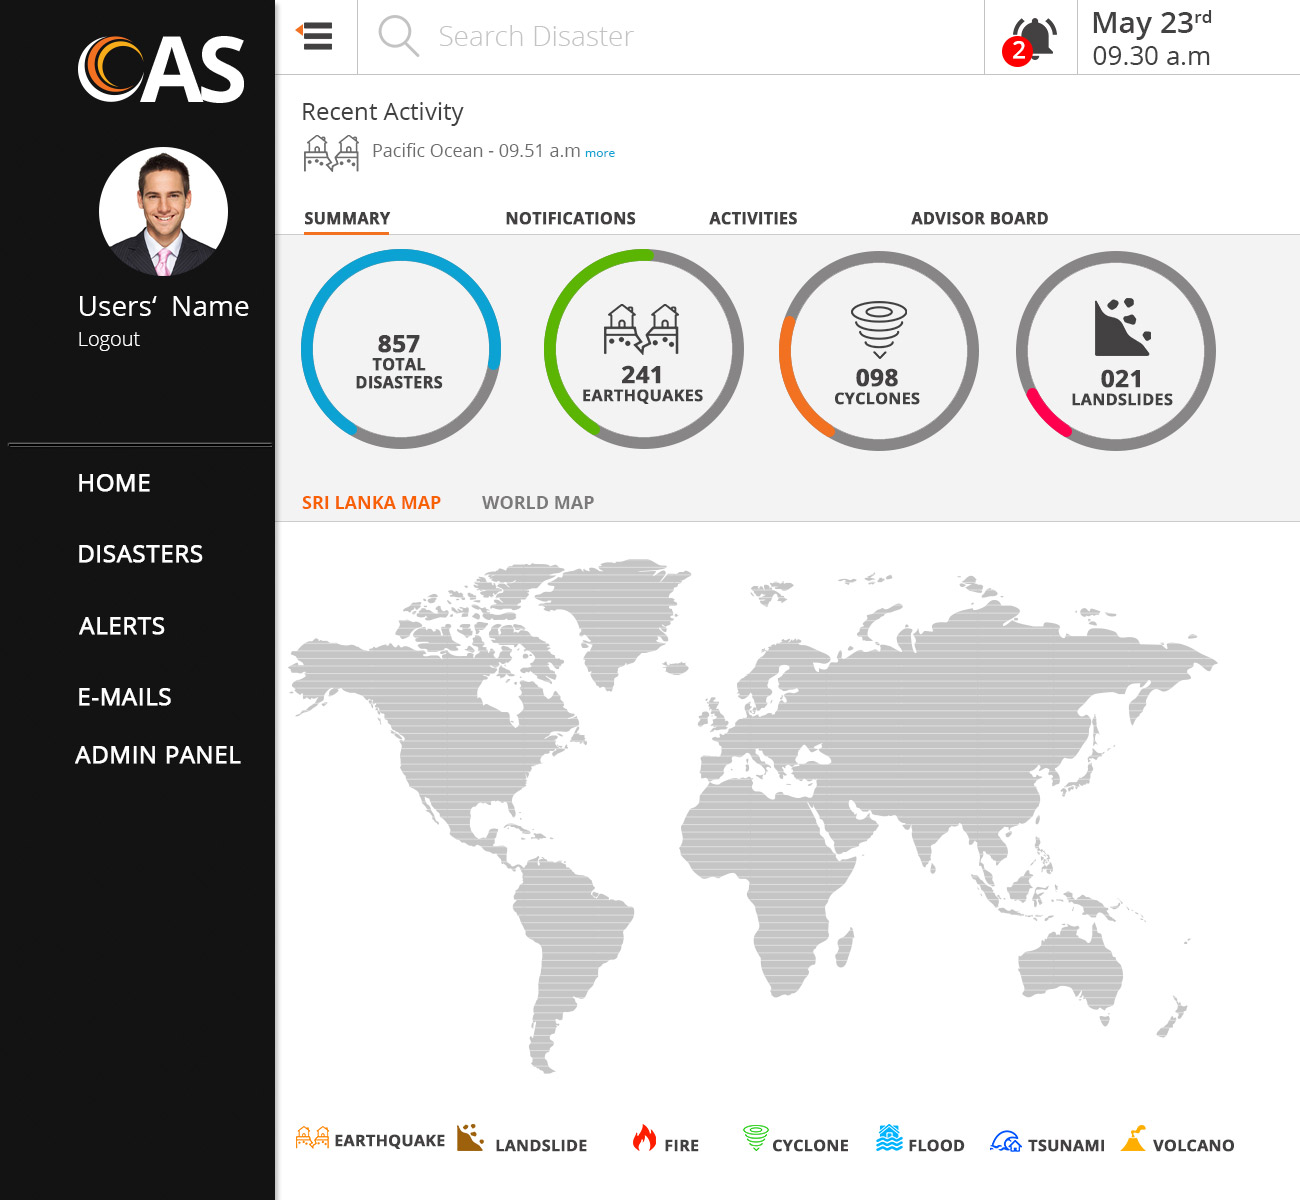 CAS
Users‘ Name
Logout
HOME
DISASTERS
ALERTS
E-MAILS
ADMIN PANEL
Search Disaster
2
May 23rd
09.30 a.m
Recent Activity
Pacific Ocean - 09.51 a.m more
SUMMARY NOTIFICATIONS ACTIVITIES ADVISOR BOARD
857
TOTAL
DISASTERS
241
EARTHQUAKES
098
CYCLONES
021
LANDSLIDES
SRI LANKA MAP WORLD MAP
EARTHQUAKE LANDSLIDE FIRE CYCLONE FLOOD TSUNAMI VOLCANO